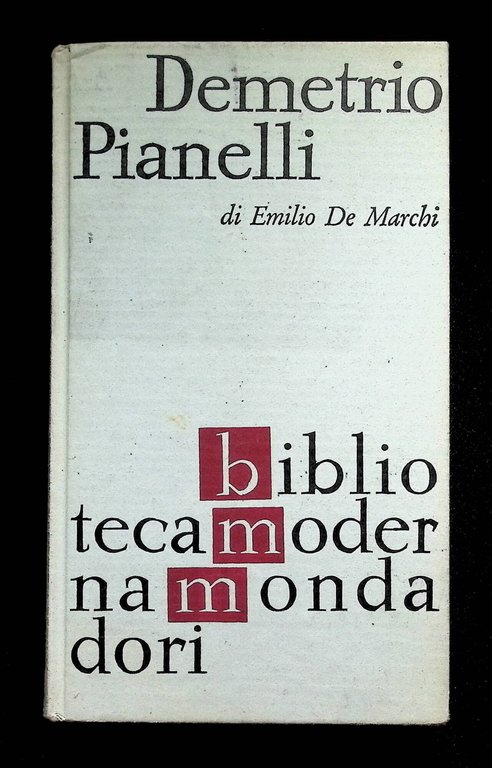 Demetrio
Pianelli
di Emilio De Marchi
biblio
tecamoder
namonda
dori